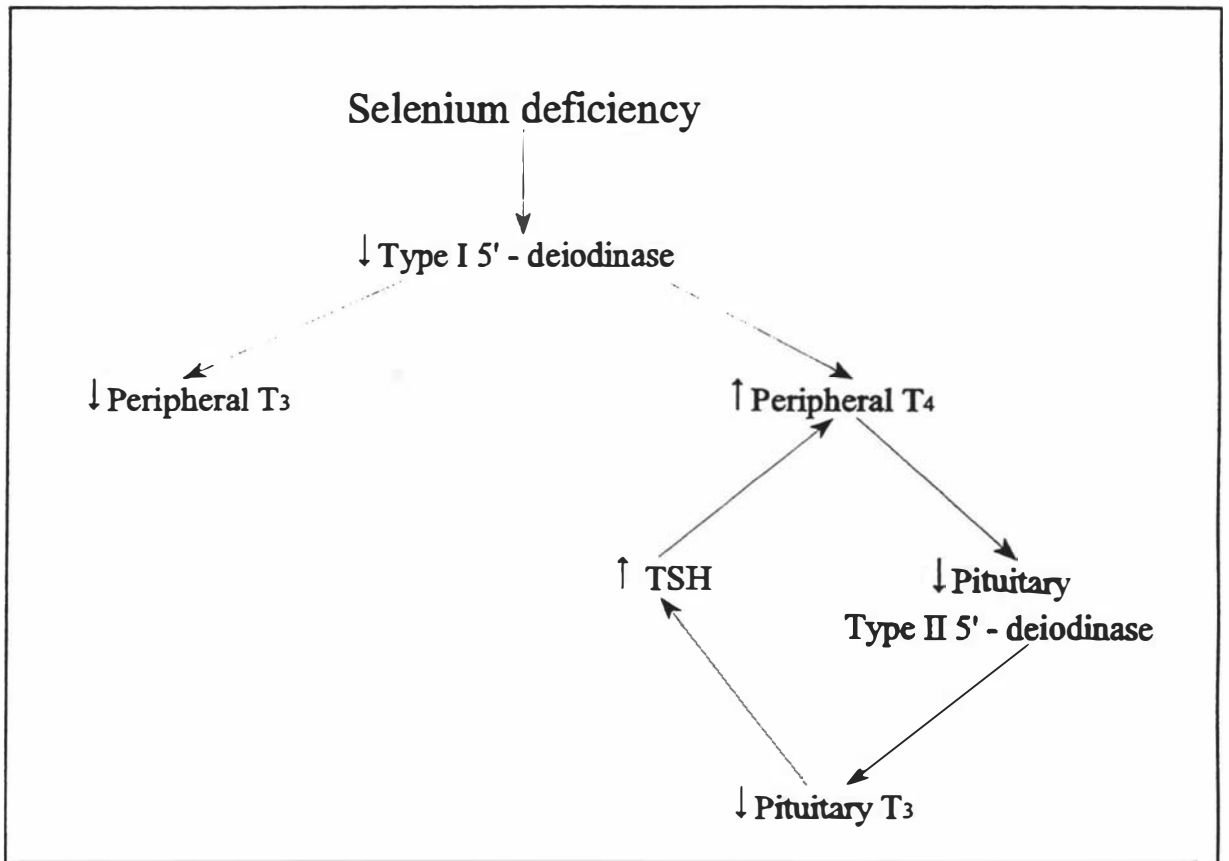 Selenium deficiency
↓ Type I 5' - deiodinase
↓ Peripheral T3
↑ Peripheral T4
↑ TSH
↓ Pituitary
Type II 5' - deiodinase
↓ Pituitary T3